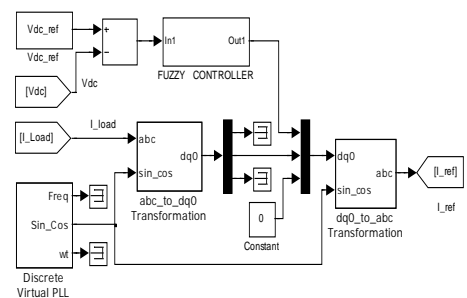 Vdc_ref
Vdc_ref
+
−
[Vdc]
Vdc
In1
Out1
FUZZY CONTROLLER
[I_Load]
I_load
abc
sin_cos
dq0
abc_to_dq0
Transformation
dq0
sin_cos
abc
dq0_to_abc
Transformation
[I_ref]
I_ref
0
Constant
Freq
Sin_Cos
wt
Discrete
Virtual PLL